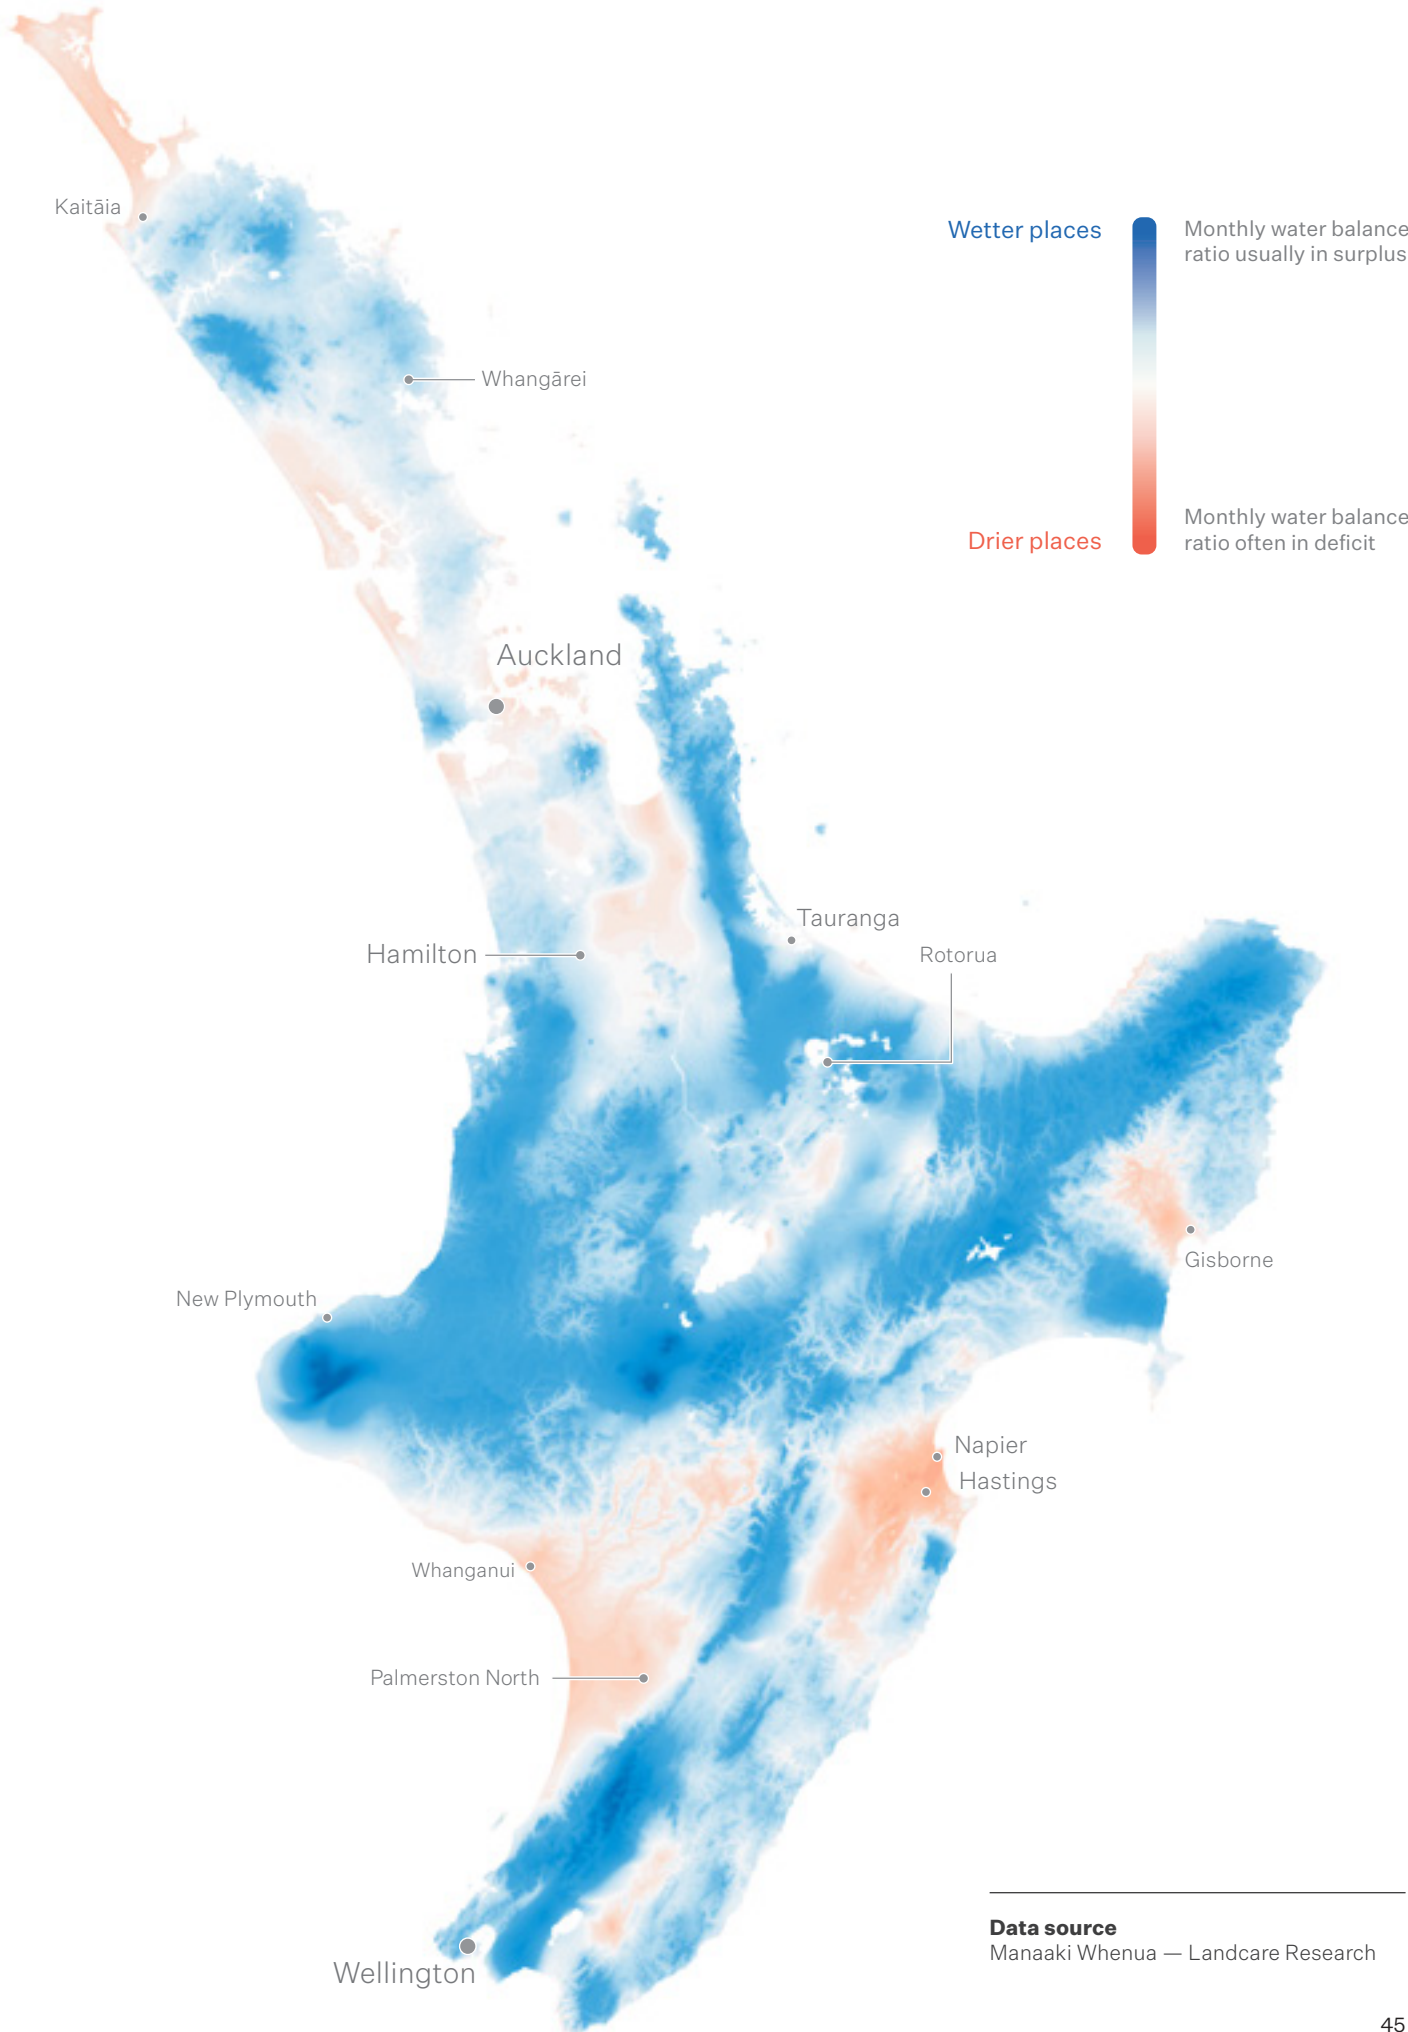 Kaitāia
Wetter places
Monthly water balance
ratio usually in surplus
Whangārei
Drier places
Monthly water balance
ratio often in deficit
Auckland
Tauranga
Hamilton
Rotorua
Gisborne
New Plymouth
Napier
Hastings
Whanganui
Palmerston North
Wellington
Data source
Manaaki Whenua — Landcare Research
45